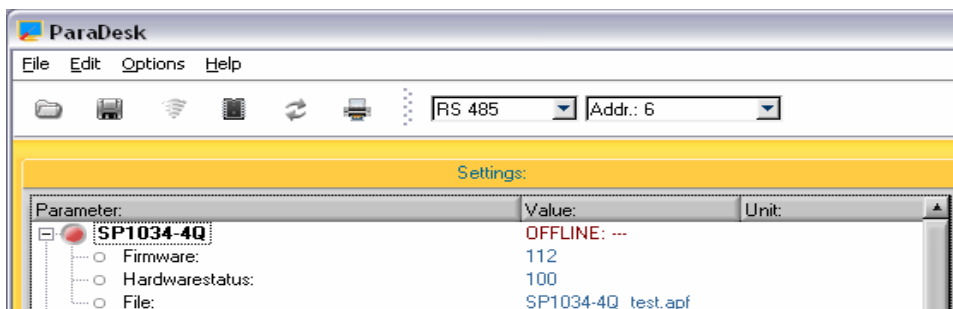 ParaDesk
File Edit Options Help
RS 485 Addr.: 6
Settings:
Parameter: Value: Unit:
SP1034-4Q OFFLINE: ---
Firmware: 112
Hardwarestatus: 100
File: SP1034-4Q_test.apf